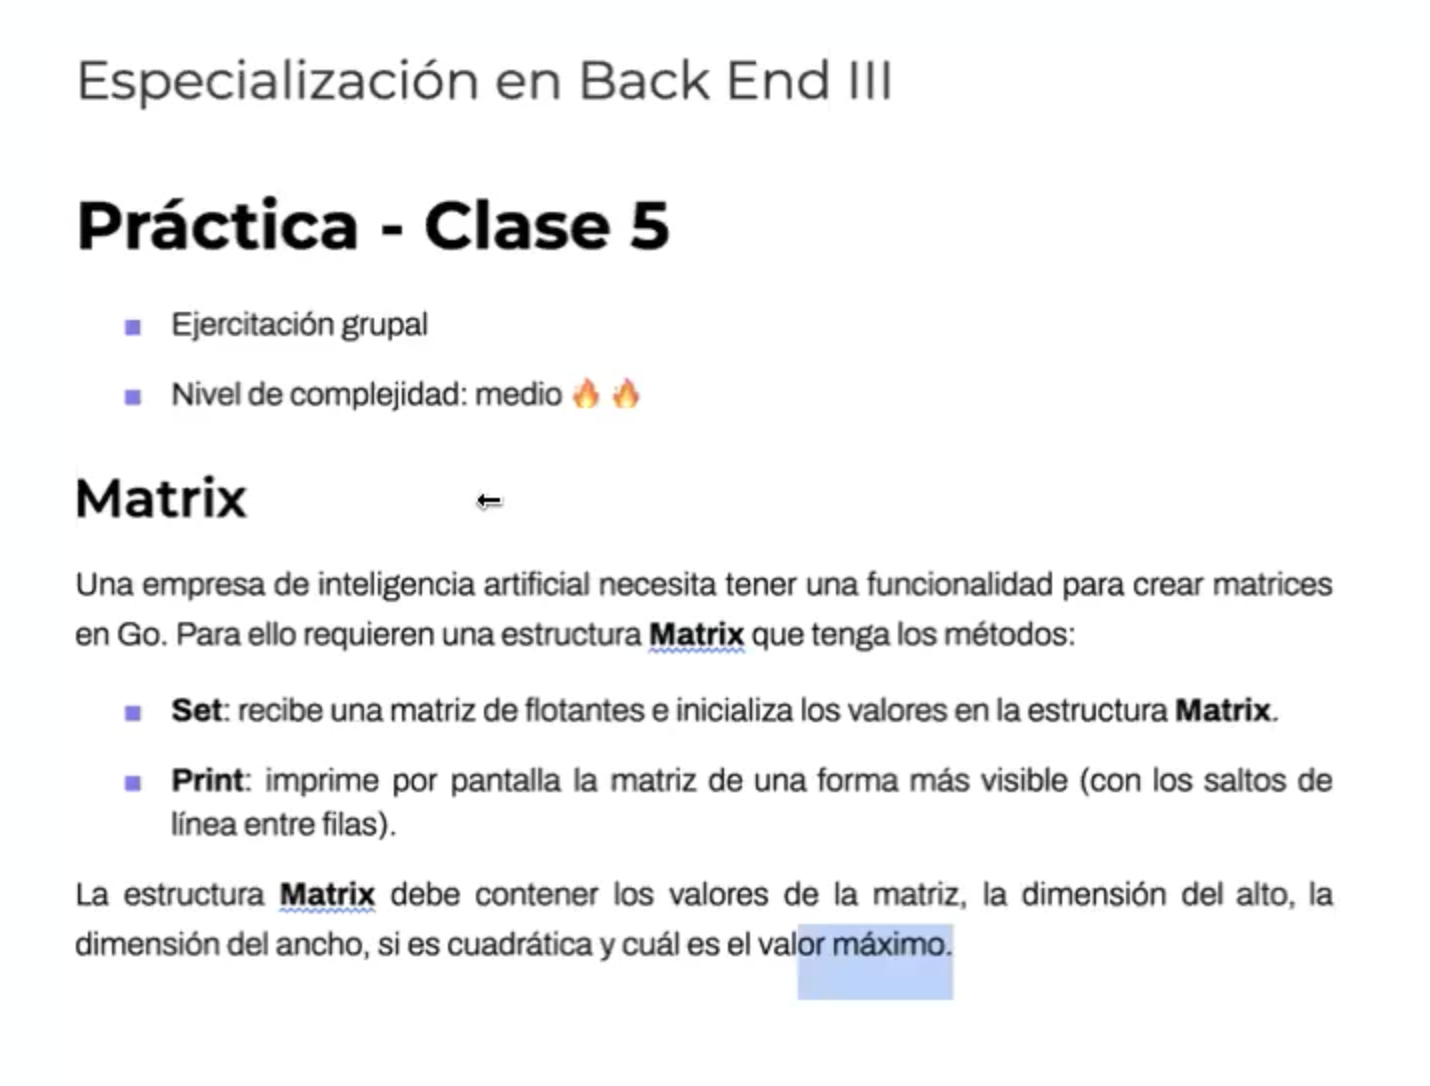 Especialización en Back End III
Práctica - Clase 5
Ejercitación grupal
Nivel de complejidad: medio 🔥 🔥
Matrix
Una empresa de inteligencia artificial necesita tener una funcionalidad para crear matrices
en Go. Para ello requieren una estructura Matrix que tenga los métodos:
Set: recibe una matriz de flotantes e inicializa los valores en la estructura Matrix.
Print: imprime por pantalla la matriz de una forma más visible (con los saltos de
línea entre filas).
La estructura Matrix debe contener los valores de la matriz, la dimensión del alto, la
dimensión del ancho, si es cuadrática y cuál es el valor máximo.